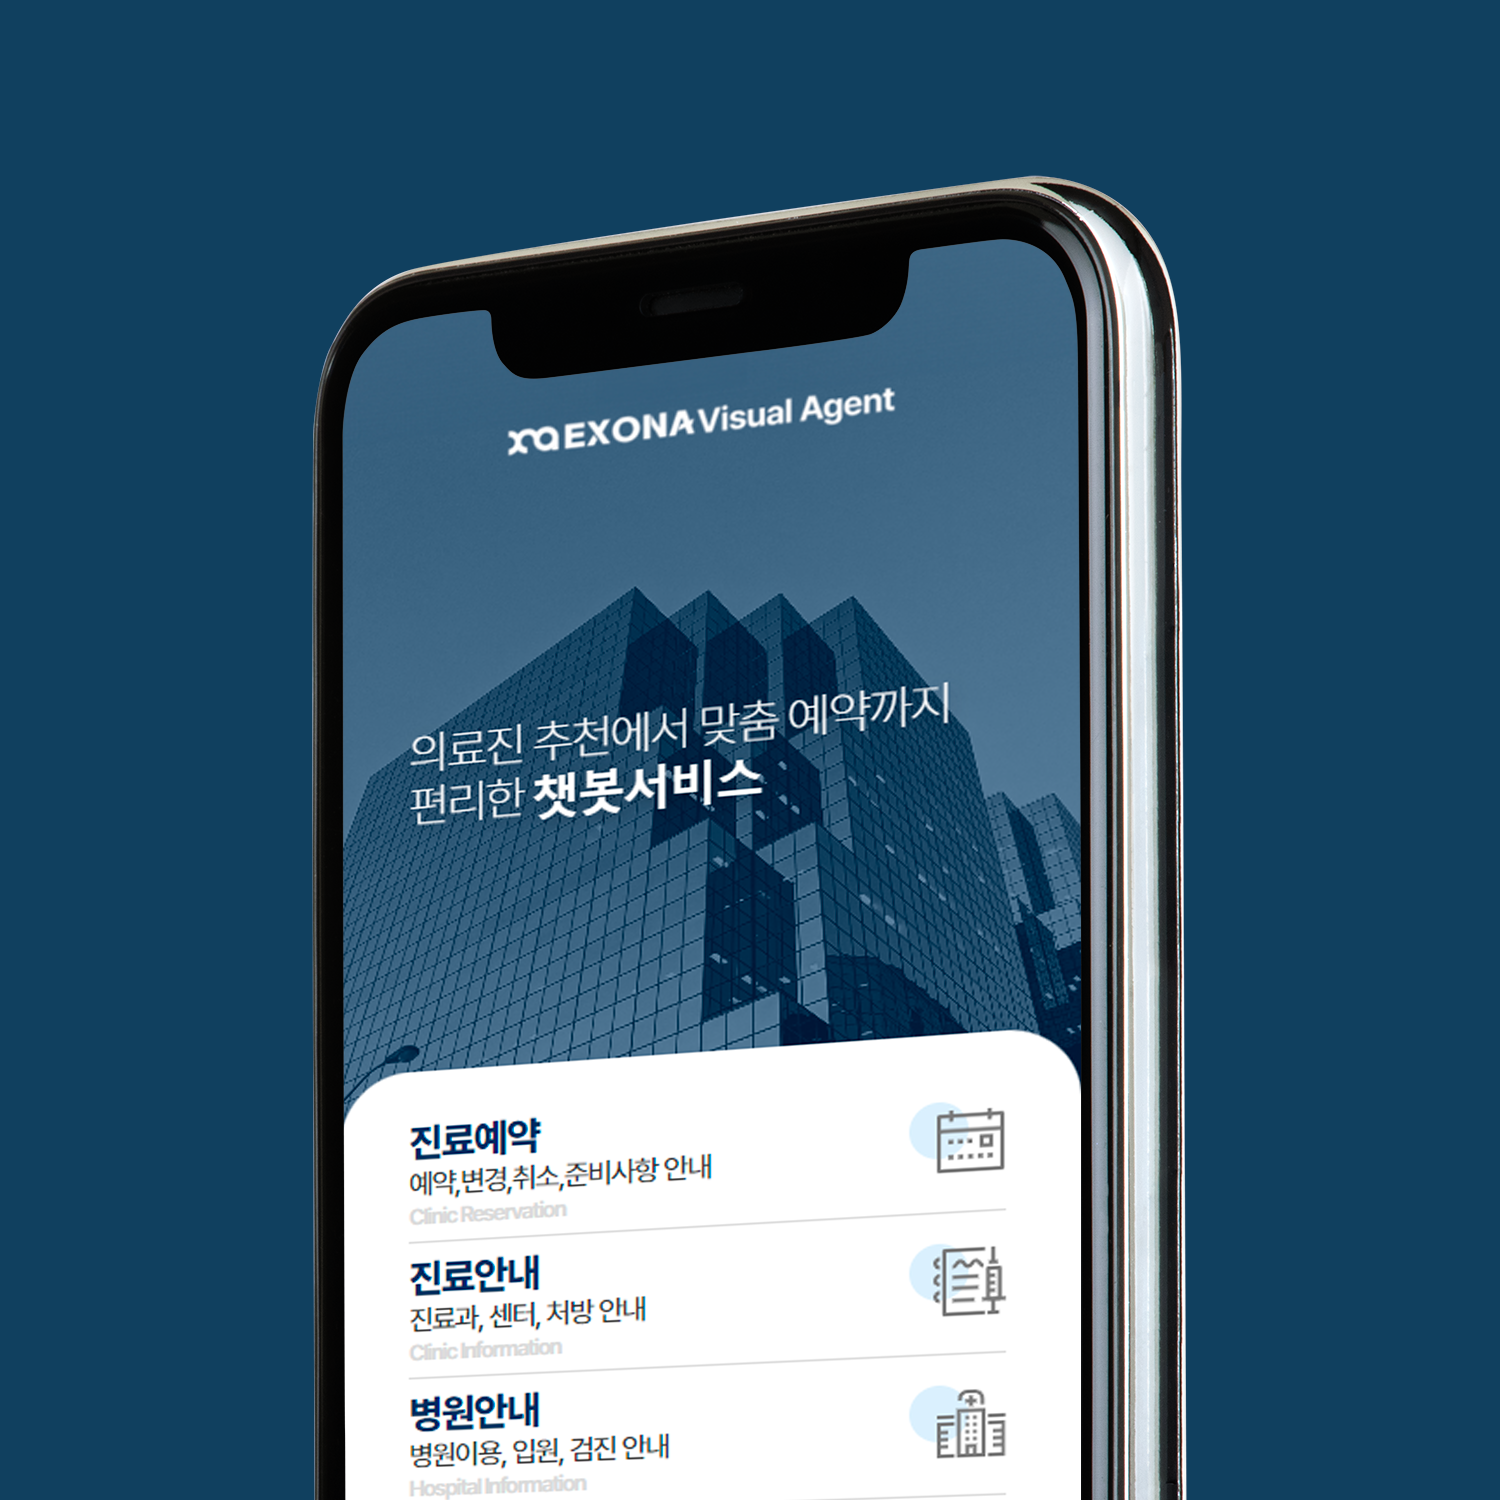 EXONA Visual Agent
의료진 추천에서 맞춤 예약까지
편리한 챗봇서비스
진료예약
예약,변경,취소,준비사항 안내
Clinic Reservation
진료안내
진료과, 센터, 처방 안내
Clinic Information
병원안내
병원이용, 입원, 검진 안내
Hospital Information